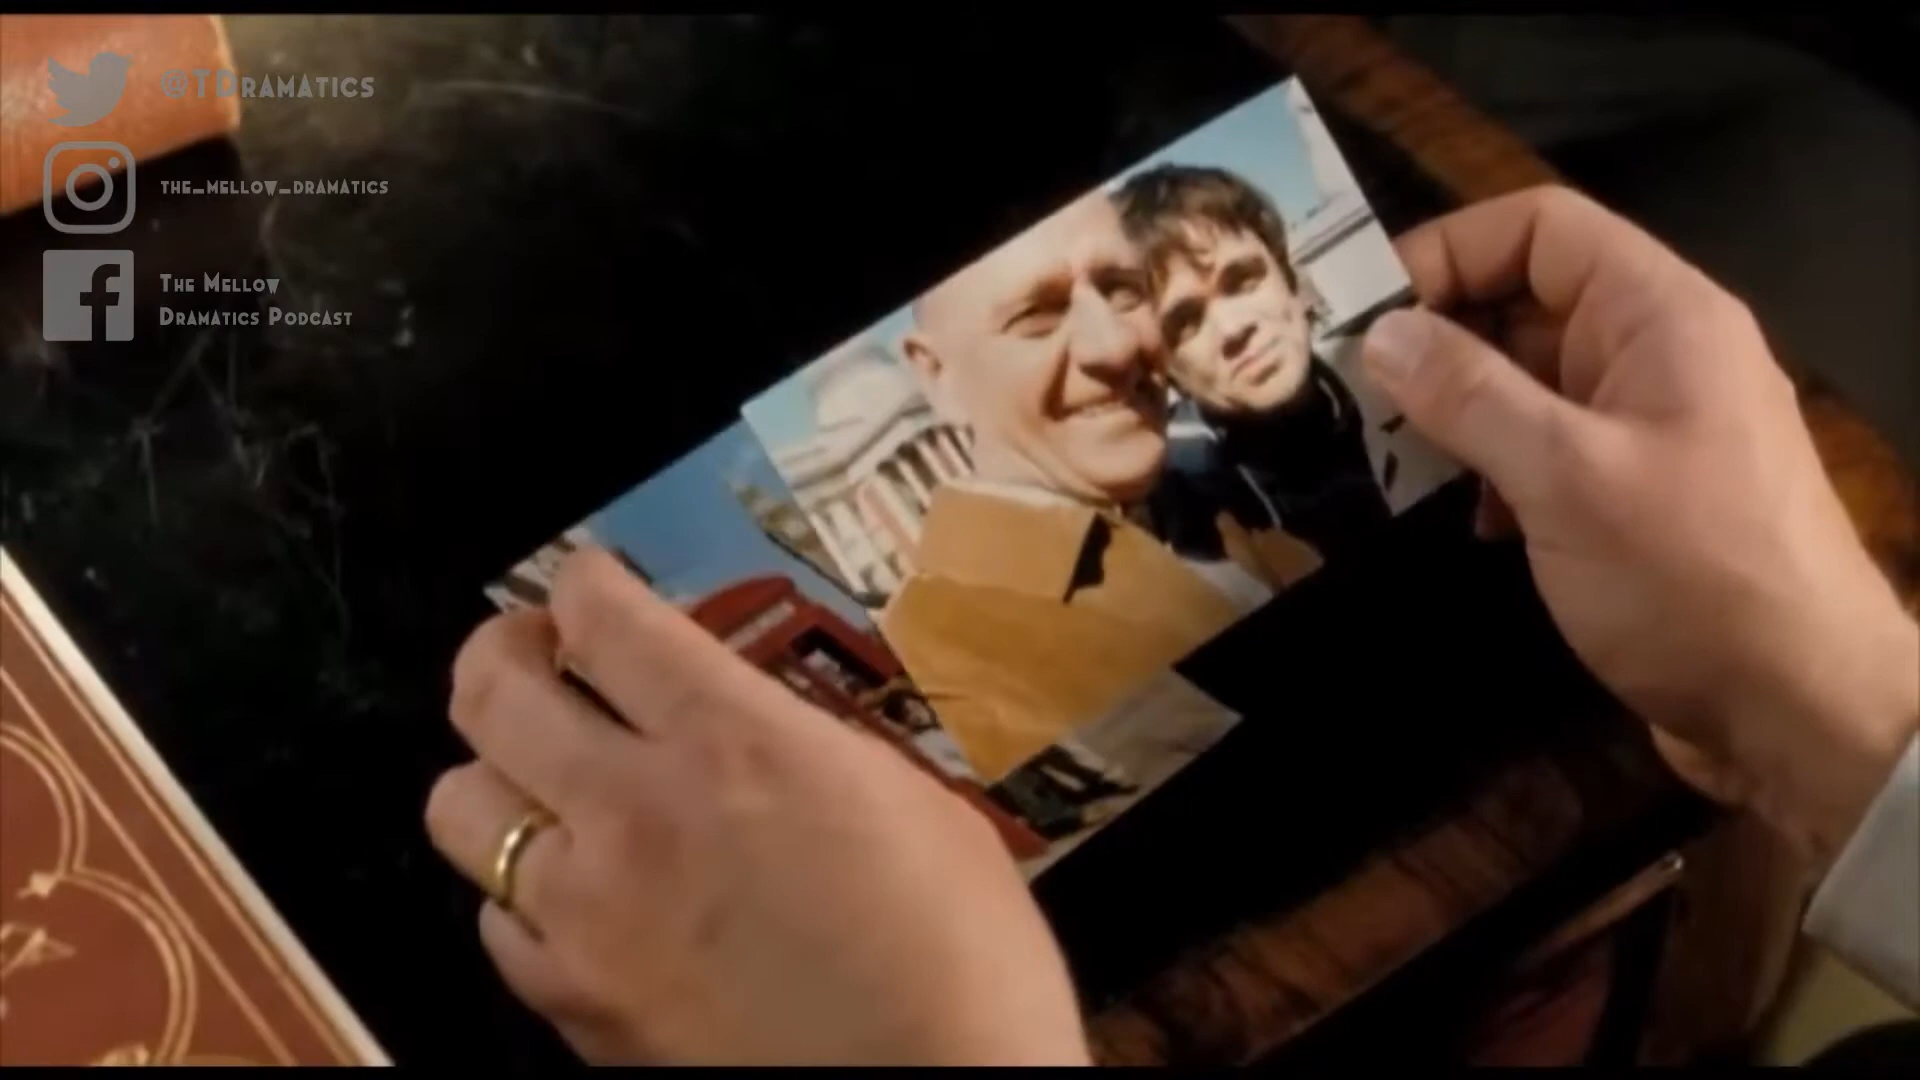 @TDramatics
the_mellow_dramatics
The Mellow
Dramatics Podcast